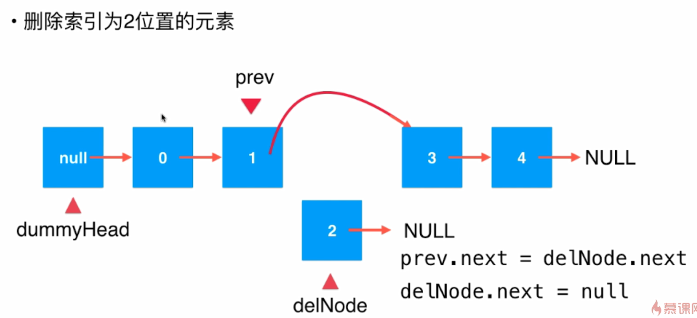 • 删除索引为2位置的元素
prev
null 0 1 3 4 NULL
dummyHead
2 NULL
prev.next = delNode.next
delNode.next = null
delNode
慕课网